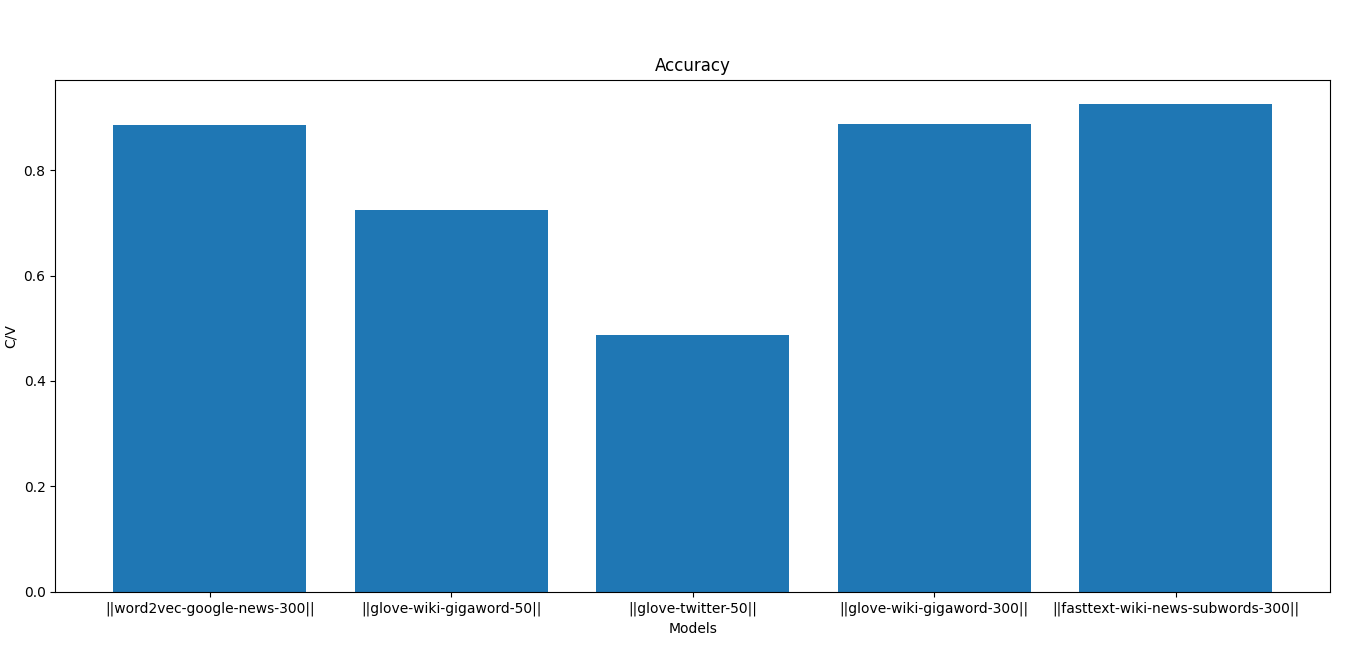 Accuracy
C/V
0.8
0.6
0.4
0.2
0.0
||word2vec-google-news-300|| ||glove-wiki-gigaword-50|| ||glove-twitter-50|| ||glove-wiki-gigaword-300|| ||fasttext-wiki-news-subwords-300||
Models